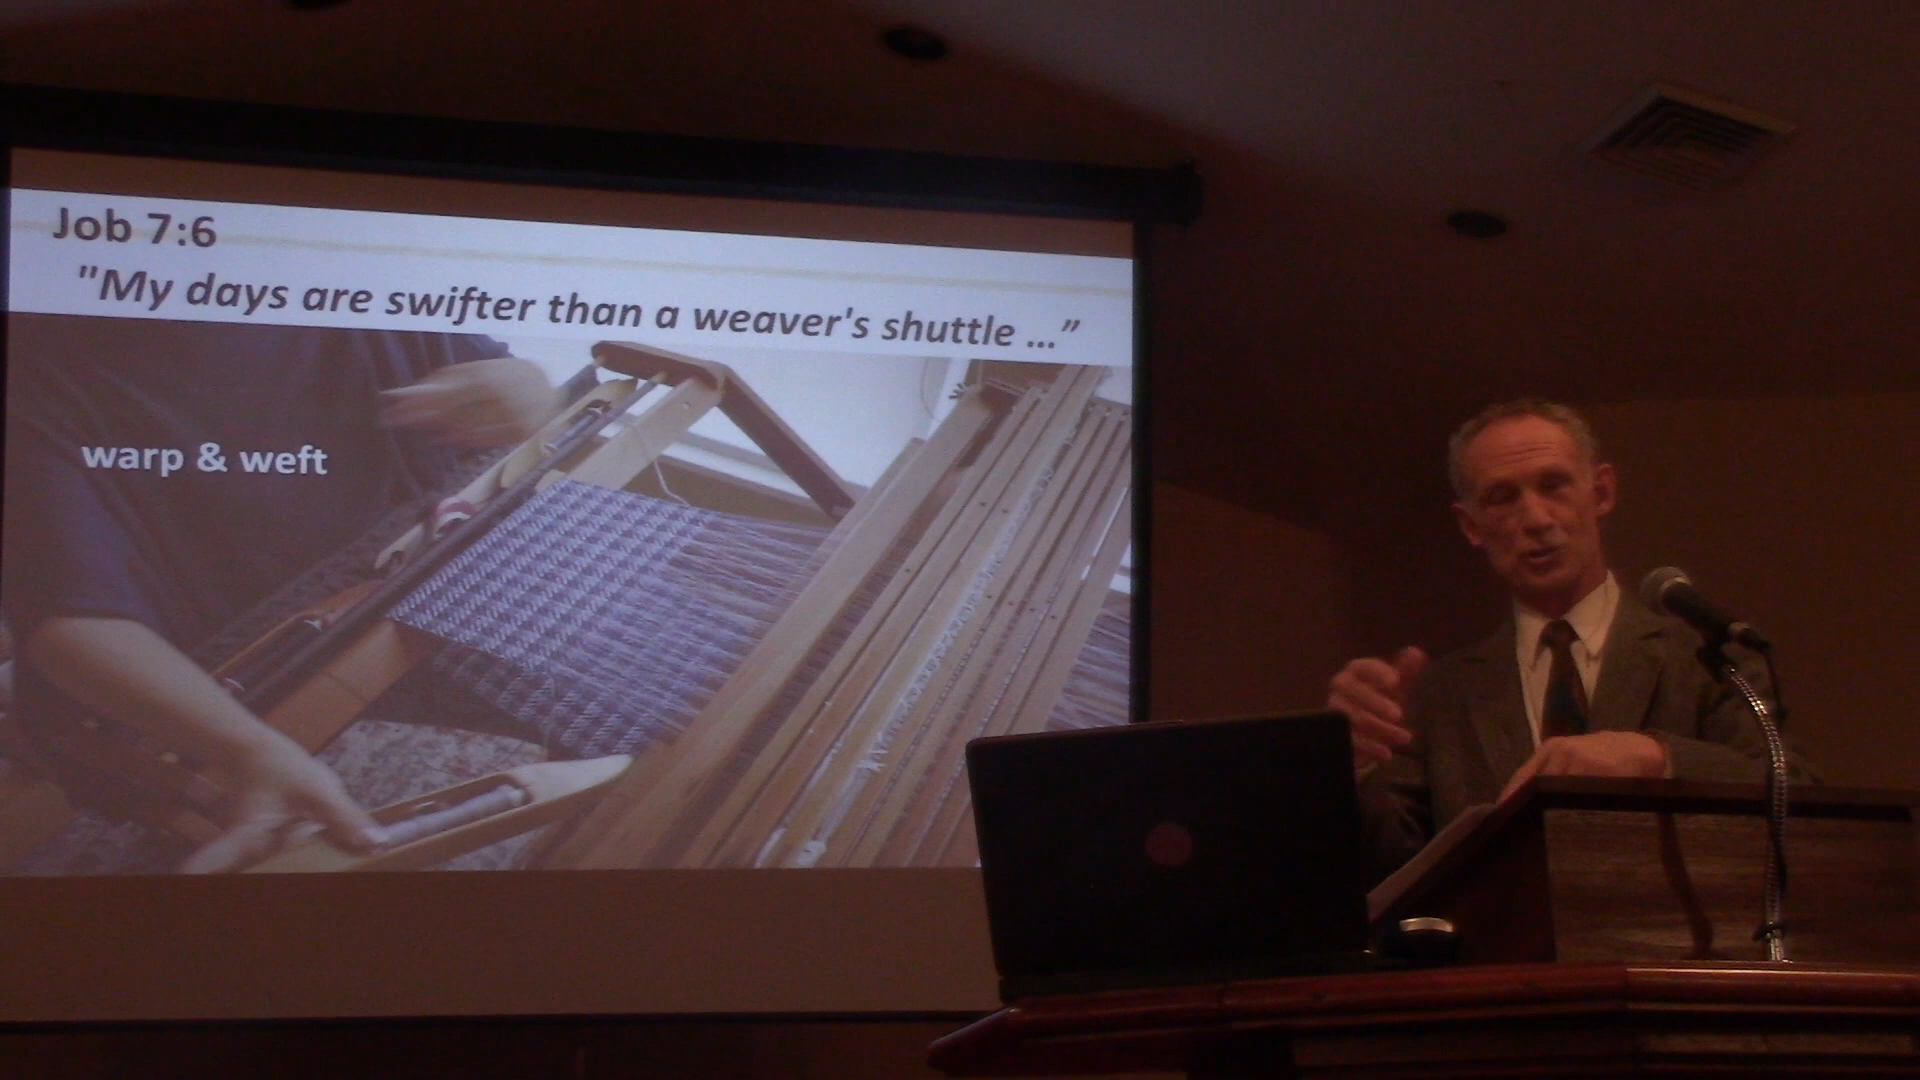 Job 7:6
"My days are swifter than a weaver's shuttle ...”
warp & weft